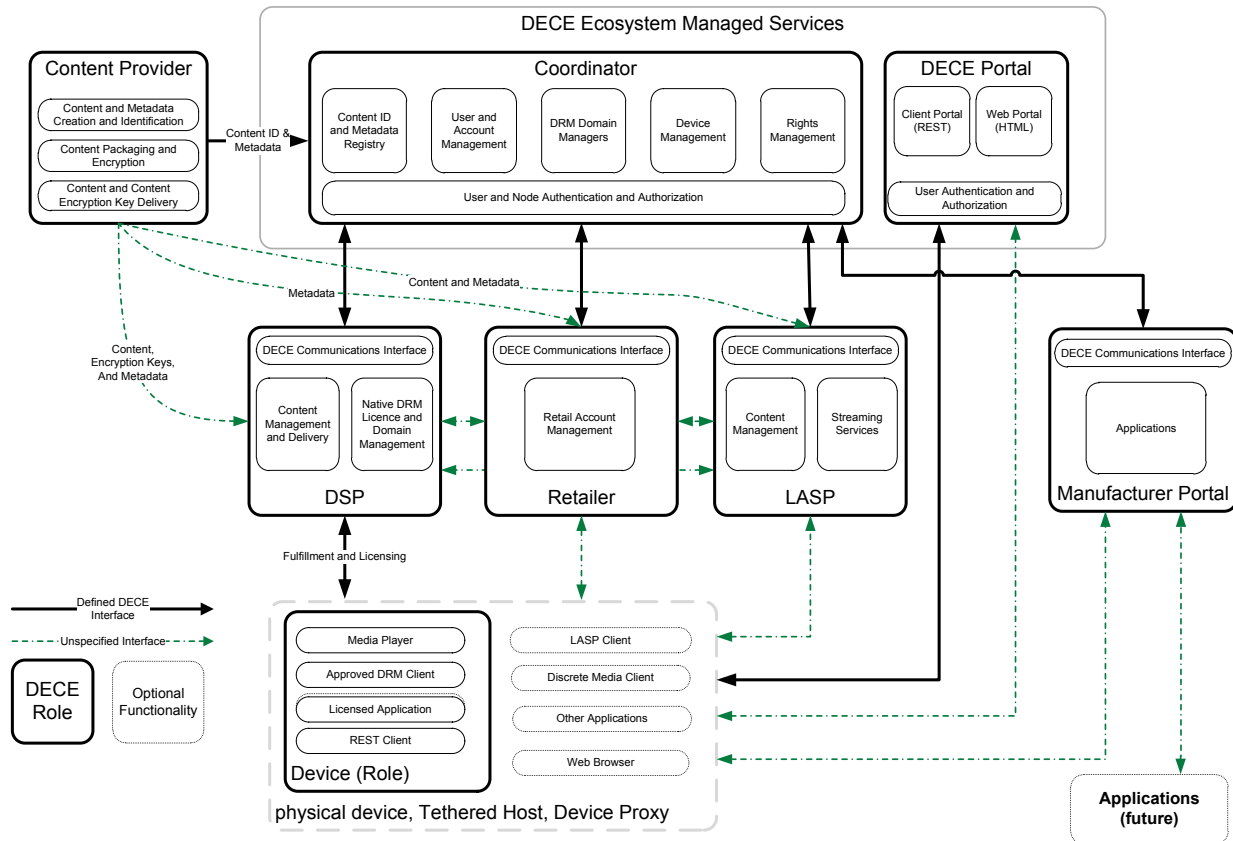 DECE Ecosystem Managed Services
Content Provider
Content and Metadata
Creation and Identification
Content Packaging and
Encryption
Content and Content
Encryption Key Delivery
Content ID &
Metadata
Coordinator
Content ID
and Metadata
Registry
User and
Account
Management
DRM Domain
Managers
Device
Management
Rights
Management
User and Node Authentication and Authorization
DECE Portal
Client Portal
(REST)
Web Portal
(HTML)
User Authentication and
Authorization
Content and Metadata
Metadata
Content,
Encryption Keys,
And Metadata
DECE Communications Interface
Content
Management
and Delivery
Native DRM
Licence and
Domain
Management
DSP
DECE Communications Interface
Retail Account
Management
Retailer
DECE Communications Interface
Content
Management
Streaming
Services
LASP
DECE Communications Interface
Applications
Manufacturer Portal
Fulfillment and Licensing
Defined DECE
Interface
Unspecified Interface
DECE
Role
Optional
Functionality
Media Player
Approved DRM Client
Licensed Application
REST Client
Device (Role)
LASP Client
Discrete Media Client
Other Applications
Web Browser
physical device, Tethered Host, Device Proxy
Applications
(future)